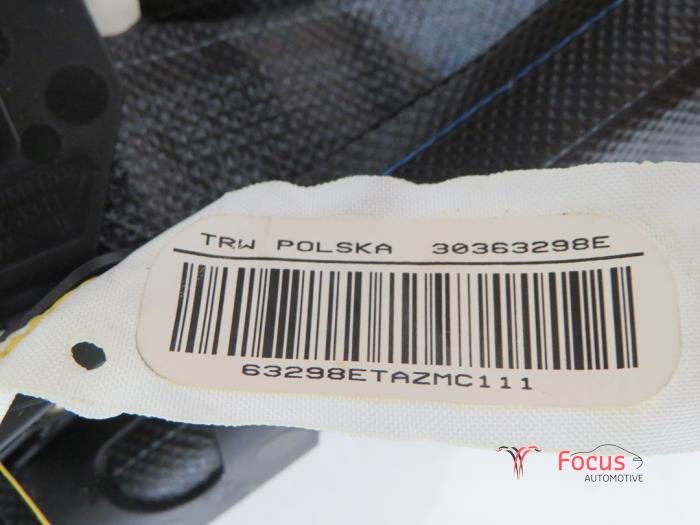 TRW POLSKA 30363298E
63298ETAZMC111
Focus
AUTOMOTIVE